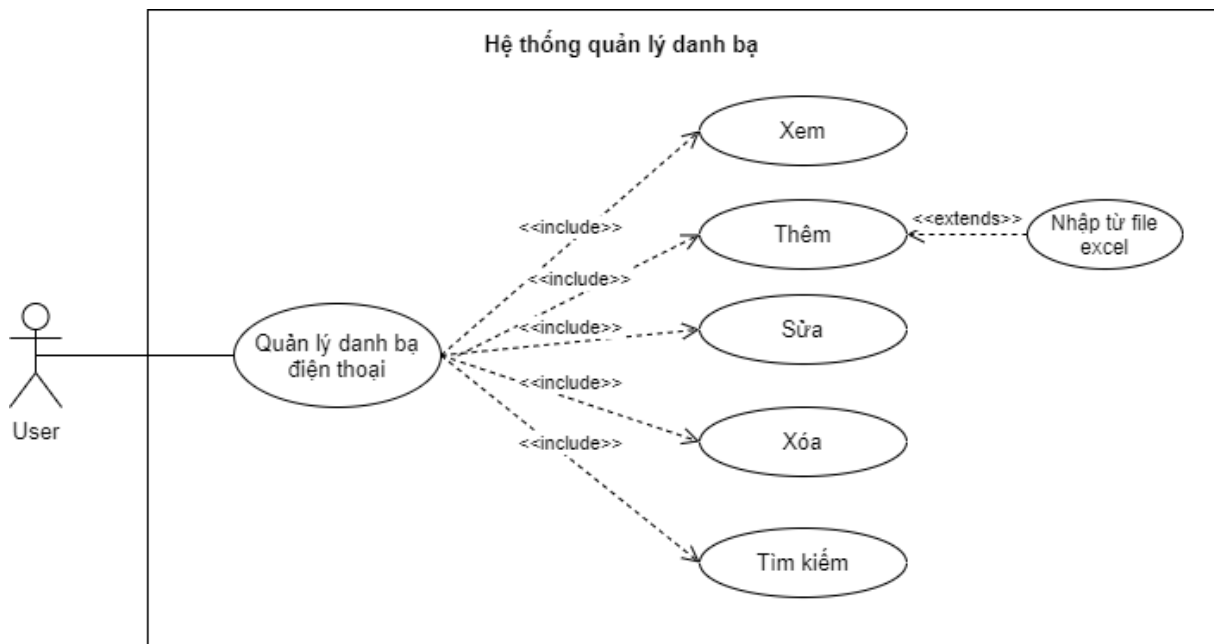 Hệ thống quản lý danh bạ
Xem
<<include>>
Thêm
<<extends>>
Nhập từ file
excel
<<include>>
Sửa
<<include>>
Quản lý danh bạ
điện thoại
<<include>>
Xóa
User
<<include>>
Tìm kiếm